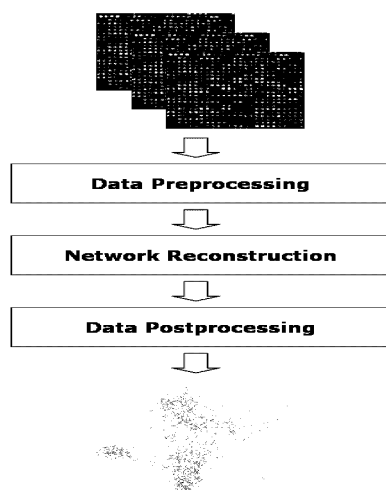 Data Preprocessing
Network Reconstruction
Data Postprocessing